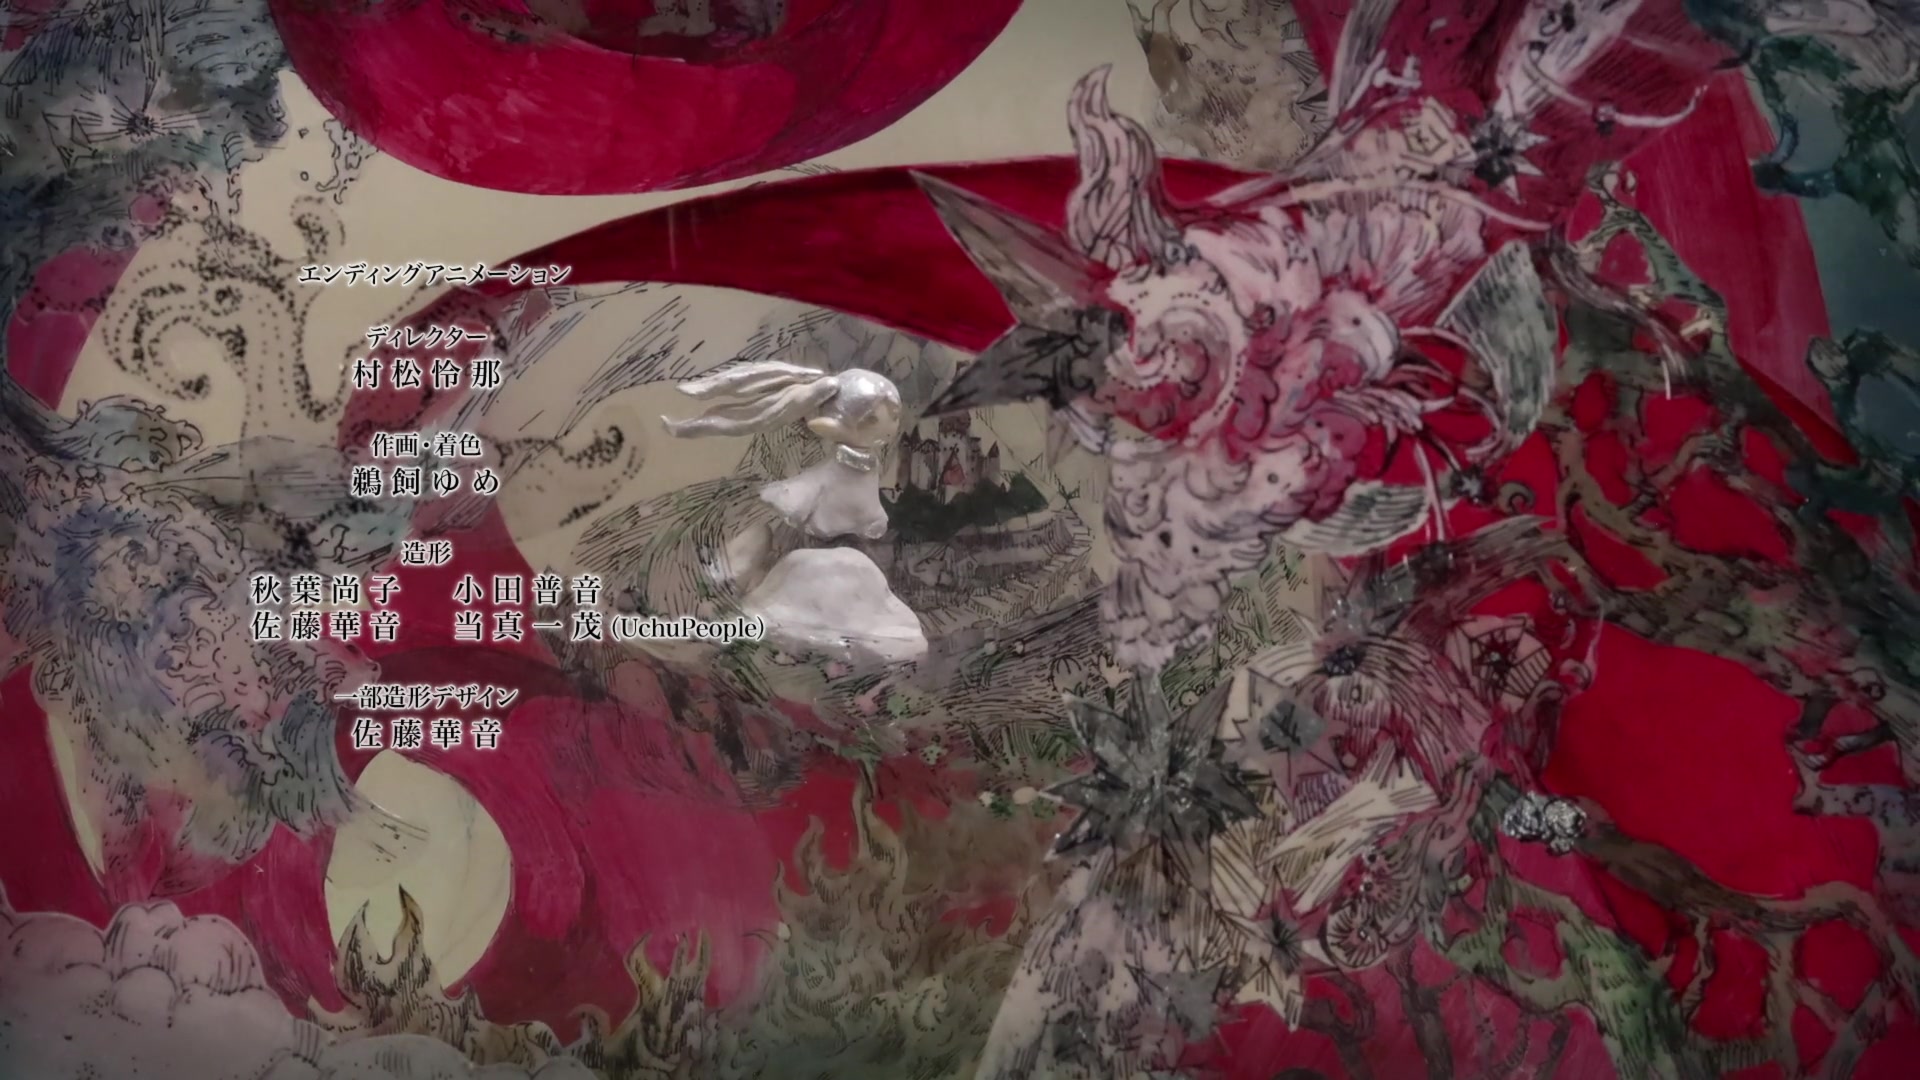 エンディングアニメーション
ディレクター
村松怜那
作画・着色
鵜飼ゆめ
造形
秋葉尚子　小田普音
佐藤華音　当真一茂(UchuPeople)
一部造形デザイン
佐藤華音